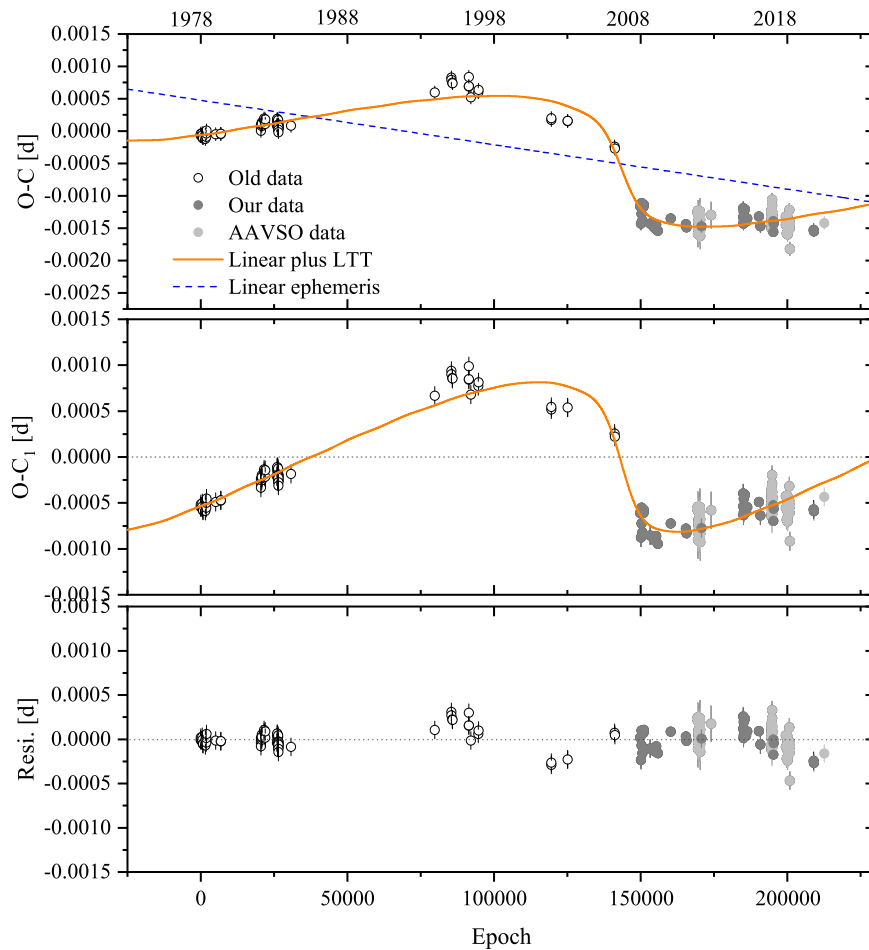 1978 1988 1998 2008 2018
0.0015
0.0010
0.0005
0.0000
-0.0005
-0.0010
-0.0015
-0.0020
-0.0025
O-C [d]
Old data
Our data
AAVSO data
Linear plus LTT
Linear ephemeris
0.0015
0.0010
0.0005
0.0000
-0.0005
-0.0010
-0.0015
O-C1 [d]
0.0015
0.0010
0.0005
0.0000
-0.0005
-0.0010
-0.0015
Resi. [d]
0 50000 100000 150000 200000
Epoch